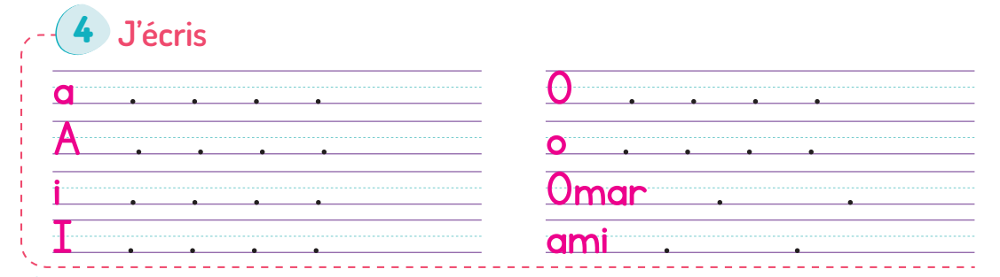 4 J'écris
a . . . .
A . . . .
i . . . .
I . . . .
O . . . .
o . . . .
Omar . .
ami . .